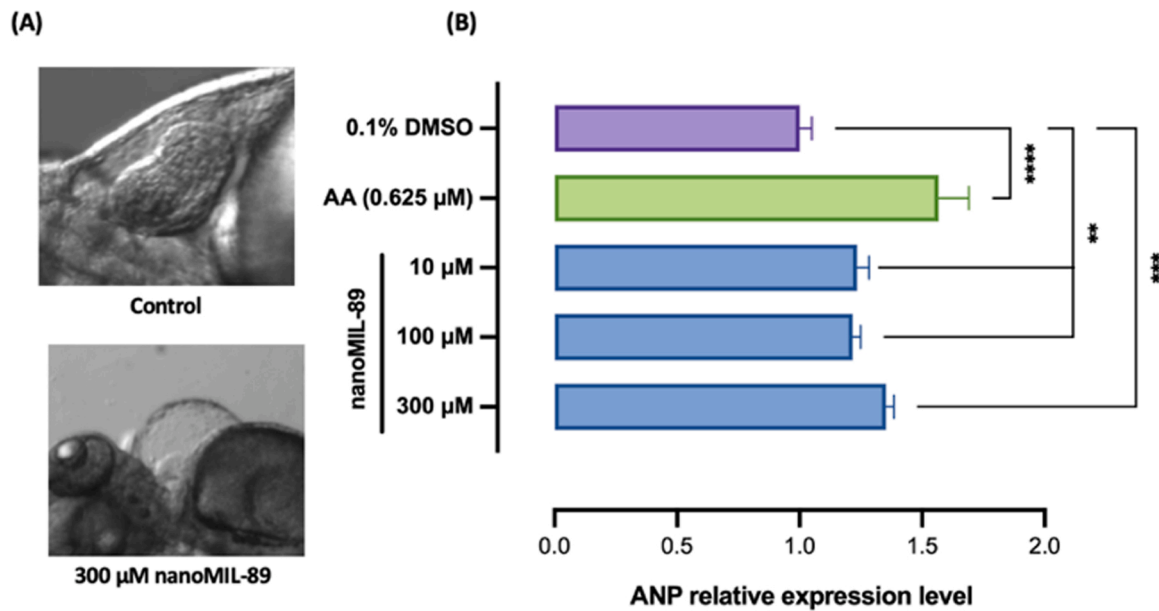 (A)
(B)
Control
300 µM nanoMIL-89
0.1% DMSO
AA (0.625 µM)
10 µM
100 µM
300 µM
nanoMIL-89
****
**
***
0.0 0.5 1.0 1.5 2.0
ANP relative expression level